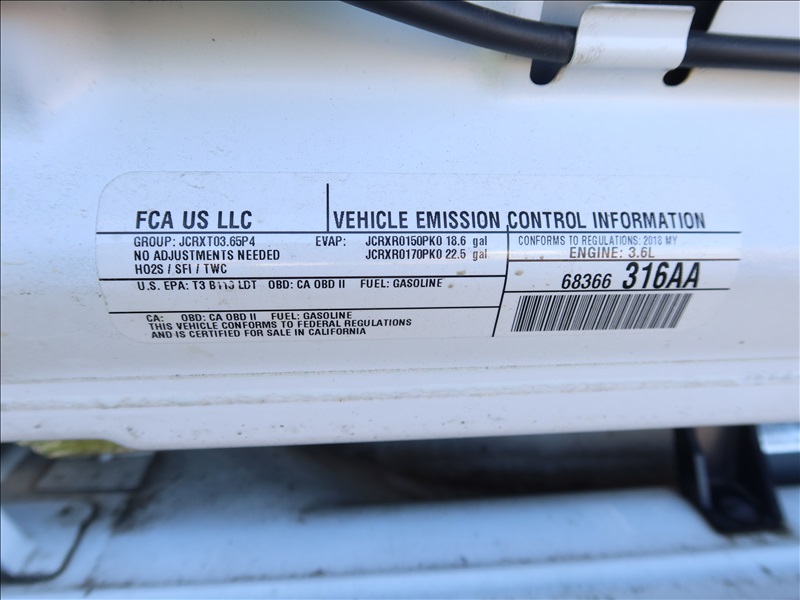 FCA US LLC
VEHICLE EMISSION CONTROL INFORMATION
GROUP: JCRXT03.65P4
EVAP: JCRXR0150PK0 18.6 gal
JCRXR0170PK0 22.5 gal
NO ADJUSTMENTS NEEDED
HO2S / SFI / TWC
CONFORMS TO REGULATIONS: 2018 MY
ENGINE: 3.6L
68366 316AA
U.S. EPA: T3 LDT OBD: CA OBD II FUEL: GASOLINE
CA: OBD: CA OBD II FUEL: GASOLINE
THIS VEHICLE CONFORMS TO FEDERAL REGULATIONS
AND IS CERTIFIED FOR SALE IN CALIFORNIA